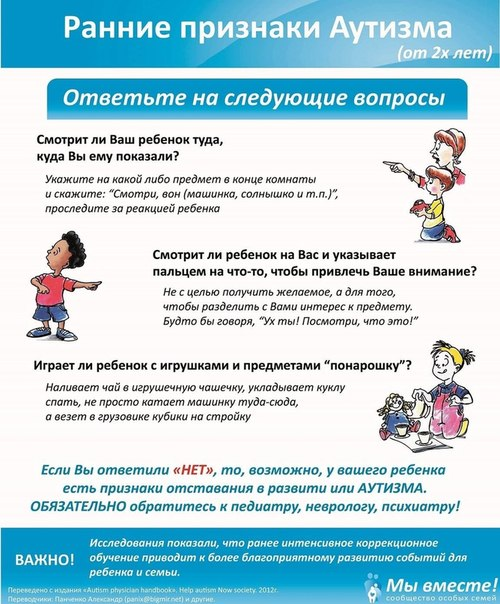 Ранние признаки Аутизма
(от 2х лет)
Ответьте на следующие вопросы
Смотрит ли Ваш ребенок туда,
куда Вы ему показали?
Укажите на какой либо предмет в конце комнаты
и скажите: “Смотри, вон (машинка, солнышко и т.п.)”,
проследите за реакцией ребенка
Смотрит ли ребенок на Вас и указывает
пальцем на что-то, чтобы привлечь Ваше внимание?
Не с целью получить желаемое, а для того,
чтобы разделить с Вами интерес к предмету.
Будто бы говоря, “Ух ты! Посмотри, что это!”
Играет ли ребенок с игрушками и предметами “понарошку”?
Наливает чай в игрушечную чашечку, укладывает куклу
спать, не просто катает машинку туда-сюда,
а везет в грузовике кубики на стройку
Если Вы ответили «НЕТ», то, возможно, у вашего ребенка
есть признаки отставания в развити или АУТИЗМА.
ОБЯЗАТЕЛЬНО обратитесь к педиатру, неврологу, психиатру!
ВАЖНО!
Исследования показали, что ранее интенсивное коррекционное
обучение приводит к более благоприятному развитию событий для
ребенка и семьи.
Переведено с издания «Autism physician handbook». Help autism Now society. 2012г.
Переводчики: Панченко Александр (panix@bigmir.net) и другие.
Мы вместе!
сообщество особых семей